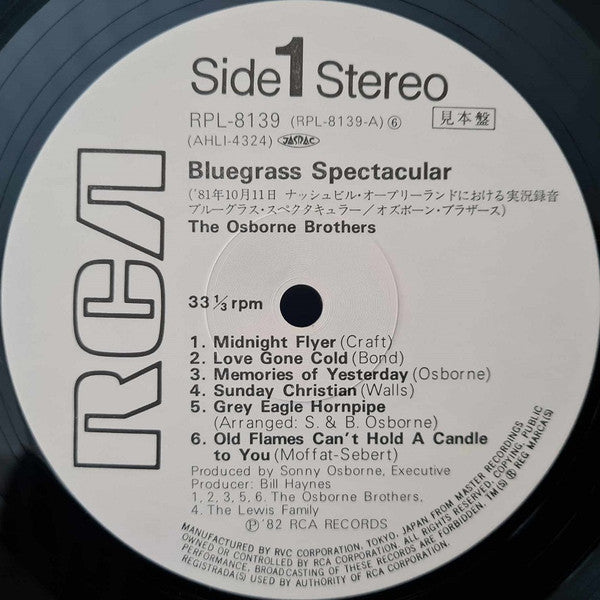 Side 1 Stereo
RPL-8139 (RPL-8139-A) ⑥
見本盤
(AHLI-4324) JASRAC
Bluegrass Spectacular
('81年10月11日 ナッシュビル・オープリーランドにおける実況録音
ブルーグラス・スペクタキュラー/オズボーン・ブラザース)
The Osborne Brothers
RCA
33 1/3 rpm
1. Midnight Flyer (Craft)
2. Love Gone Cold (Bond)
3. Memories of Yesterday (Osborne)
4. Sunday Christian (Walls)
5. Grey Eagle Hornpipe
(Arranged: S. & B. Osborne)
6. Old Flames Can't Hold A Candle
to You (Moffat-Sebert)
Produced by Sonny Osborne, Executive
Producer: Bill Haynes
1, 2, 3, 5, 6. The Osborne Brothers,
4. The Lewis Family
Ⓟ '82 RCA RECORDS
MANUFACTURED BY RVC CORPORATION, TOKYO, JAPAN FROM MASTER RECORDINGS
OWNED OR CONTROLLED BY RCA CORPORATION. ALL RIGHTS RESERVED, COPYING, PUBLIC
PERFORMANCE, BROADCASTING OF THESE RECORDS ARE FORBIDDEN. TM(S) ® REG MARCA(S)
REGISTRADA(S) USED BY AUTHORITY OF RCA CORPORATION.